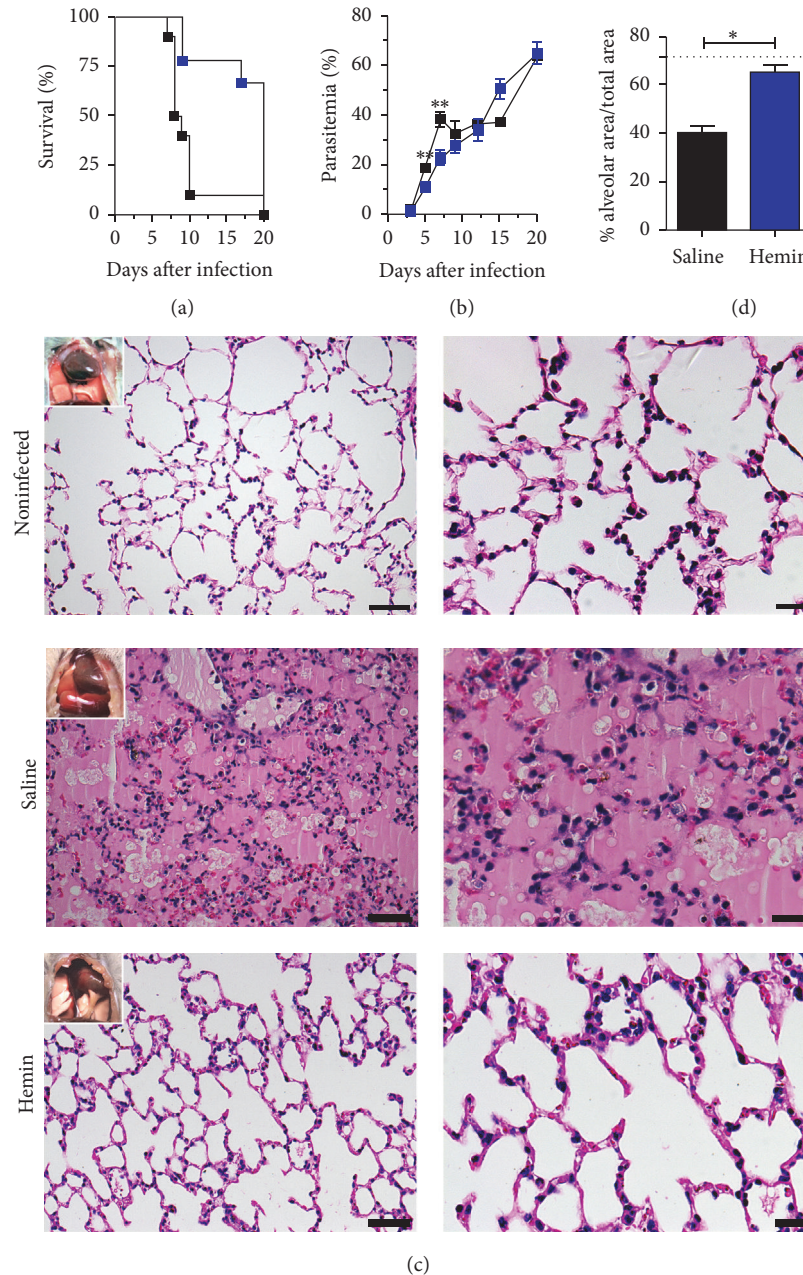 100
75
50
25
0
Survival (%)
0 5 10 15 20
Days after infection
(a)
80
60
40
20
0
Parasitemia (%)
**
**
0 5 10 15 20
Days after infection
(b)
80
60
40
20
0
% alveolar area/total area
*
Saline Hemin
(d)
Noninfected
Saline
Hemin
(c)